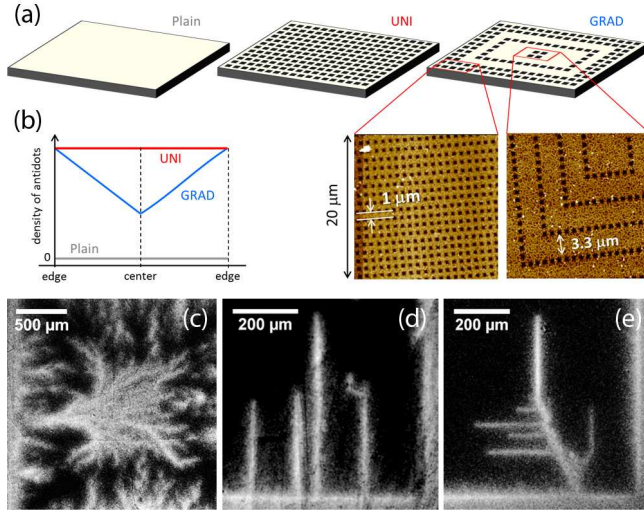 (a)
Plain
UNI
GRAD
(b)
density of antidots
UNI
GRAD
Plain
0
edge
center
edge
20 μm
1 μm
3.3 μm
500 μm
(c)
200 μm
(d)
200 μm
(e)